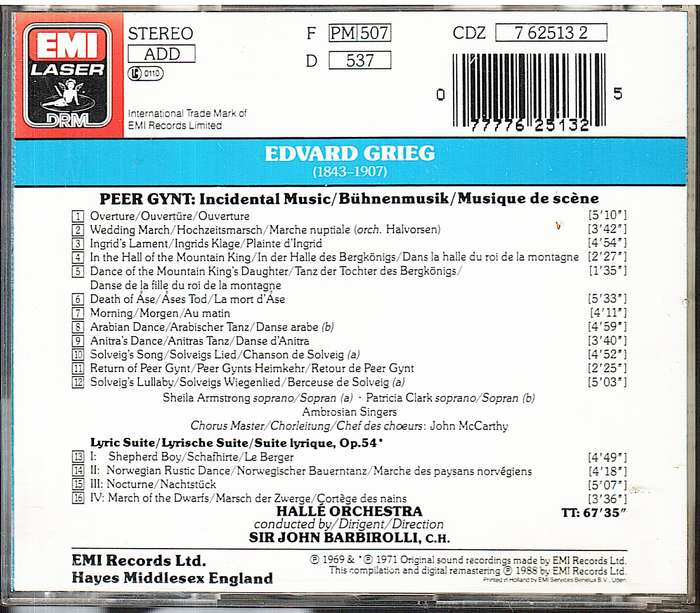 EMI
LASER
DRM
STEREO
ADD
LC 0110
F PM 507
D 537
CDZ 7 62513 2
0 77776 25132 5
International Trade Mark of
EMI Records Limited
EDVARD GRIEG
(1843–1907)
PEER GYNT: Incidental Music/Bühnenmusik/Musique de scène
1 Overture/Ouvertüre/Ouverture [5'10"]
2 Wedding March/Hochzeitsmarsch/Marche nuptiale (orch. Halvorsen) [3'42"]
3 Ingrid's Lament/Ingrids Klage/Plainte d'Ingrid [4'54"]
4 In the Hall of the Mountain King/In der Halle des Bergkönigs/Dans la halle du roi de la montagne [2'27"]
5 Dance of the Mountain King's Daughter/Tanz der Tochter des Bergkönigs/ [1'35"]
Danse de la fille du roi de la montagne
6 Death of Åse/Åses Tod/La mort d'Åse [5'33"]
7 Morning/Morgen/Au matin [4'11"]
8 Arabian Dance/Arabischer Tanz/Danse arabe (b) [4'59"]
9 Anitra's Dance/Anitras Tanz/Danse d'Anitra [3'40"]
10 Solveig's Song/Solveigs Lied/Chanson de Solveig (a) [4'52"]
11 Return of Peer Gynt/Peer Gynts Heimkehr/Retour de Peer Gynt [2'25"]
12 Solveig's Lullaby/Solveigs Wiegenlied/Berceuse de Solveig (a) [5'03"]
Sheila Armstrong soprano/Sopran (a) · Patricia Clark soprano/Sopran (b)
Ambrosian Singers
Chorus Master/Chorleitung/Chef des chœurs: John McCarthy
Lyric Suite/Lyrische Suite/Suite lyrique, Op.54*
13 I: Shepherd Boy/Schafhirte/Le Berger [4'49"]
14 II: Norwegian Rustic Dance/Norwegischer Bauerntanz/Marche des paysans norvégiens [4'18"]
15 III: Nocturne/Nachtstück [5'07"]
16 IV: March of the Dwarfs/Marsch der Zwerge/Cortège des nains [3'36"]
HALLÉ ORCHESTRA TT: 67'35"
conducted by/Dirigent/Direction
SIR JOHN BARBIROLLI, C.H.
EMI Records Ltd.
Hayes Middlesex England
℗ 1969 & *℗ 1971 Original sound recordings made by EMI Records Ltd.
This compilation and digital remastering ℗ 1988 by EMI Records Ltd.
Printed in Holland by EMI Services Benelux B.V., Uden